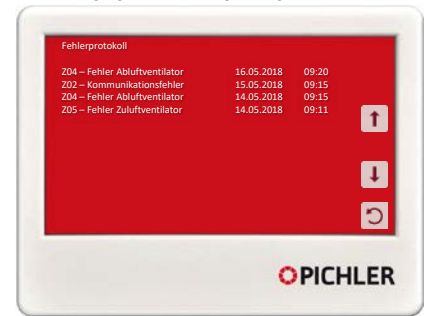 Fehlerprotokoll
Z04 – Fehler Abluftventilator 16.05.2018 09:20
Z02 – Kommunikationsfehler 15.05.2018 09:15
Z04 – Fehler Abluftventilator 14.05.2018 09:15
Z05 – Fehler Zuluftventilator 14.05.2018 09:11
PICHLER